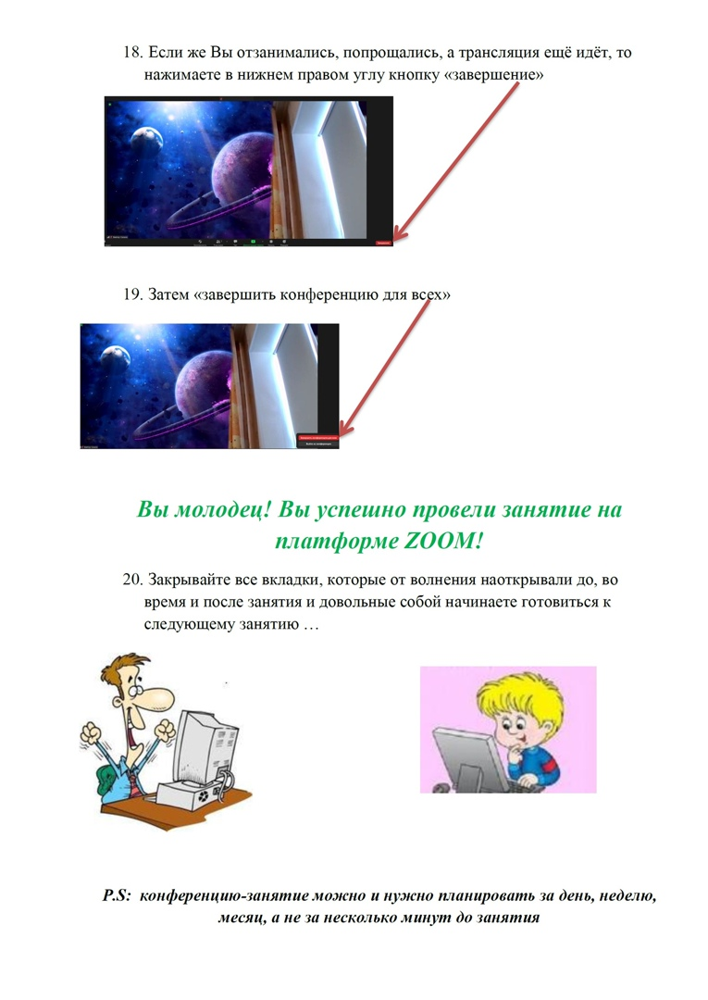 18. Если же Вы отзанимались, попрощались, а трансляция ещё идёт, то
нажимаете в нижнем правом углу кнопку «завершение»
19. Затем «завершить конференцию для всех»
Вы молодец! Вы успешно провели занятие на
платформе ZOOM!
20. Закрывайте все вкладки, которые от волнения наоткрывали до, во
время и после занятия и довольные собой начинаете готовиться к
следующему занятию …
P.S: конференцию-занятие можно и нужно планировать за день, неделю,
месяц, а не за несколько минут до занятия